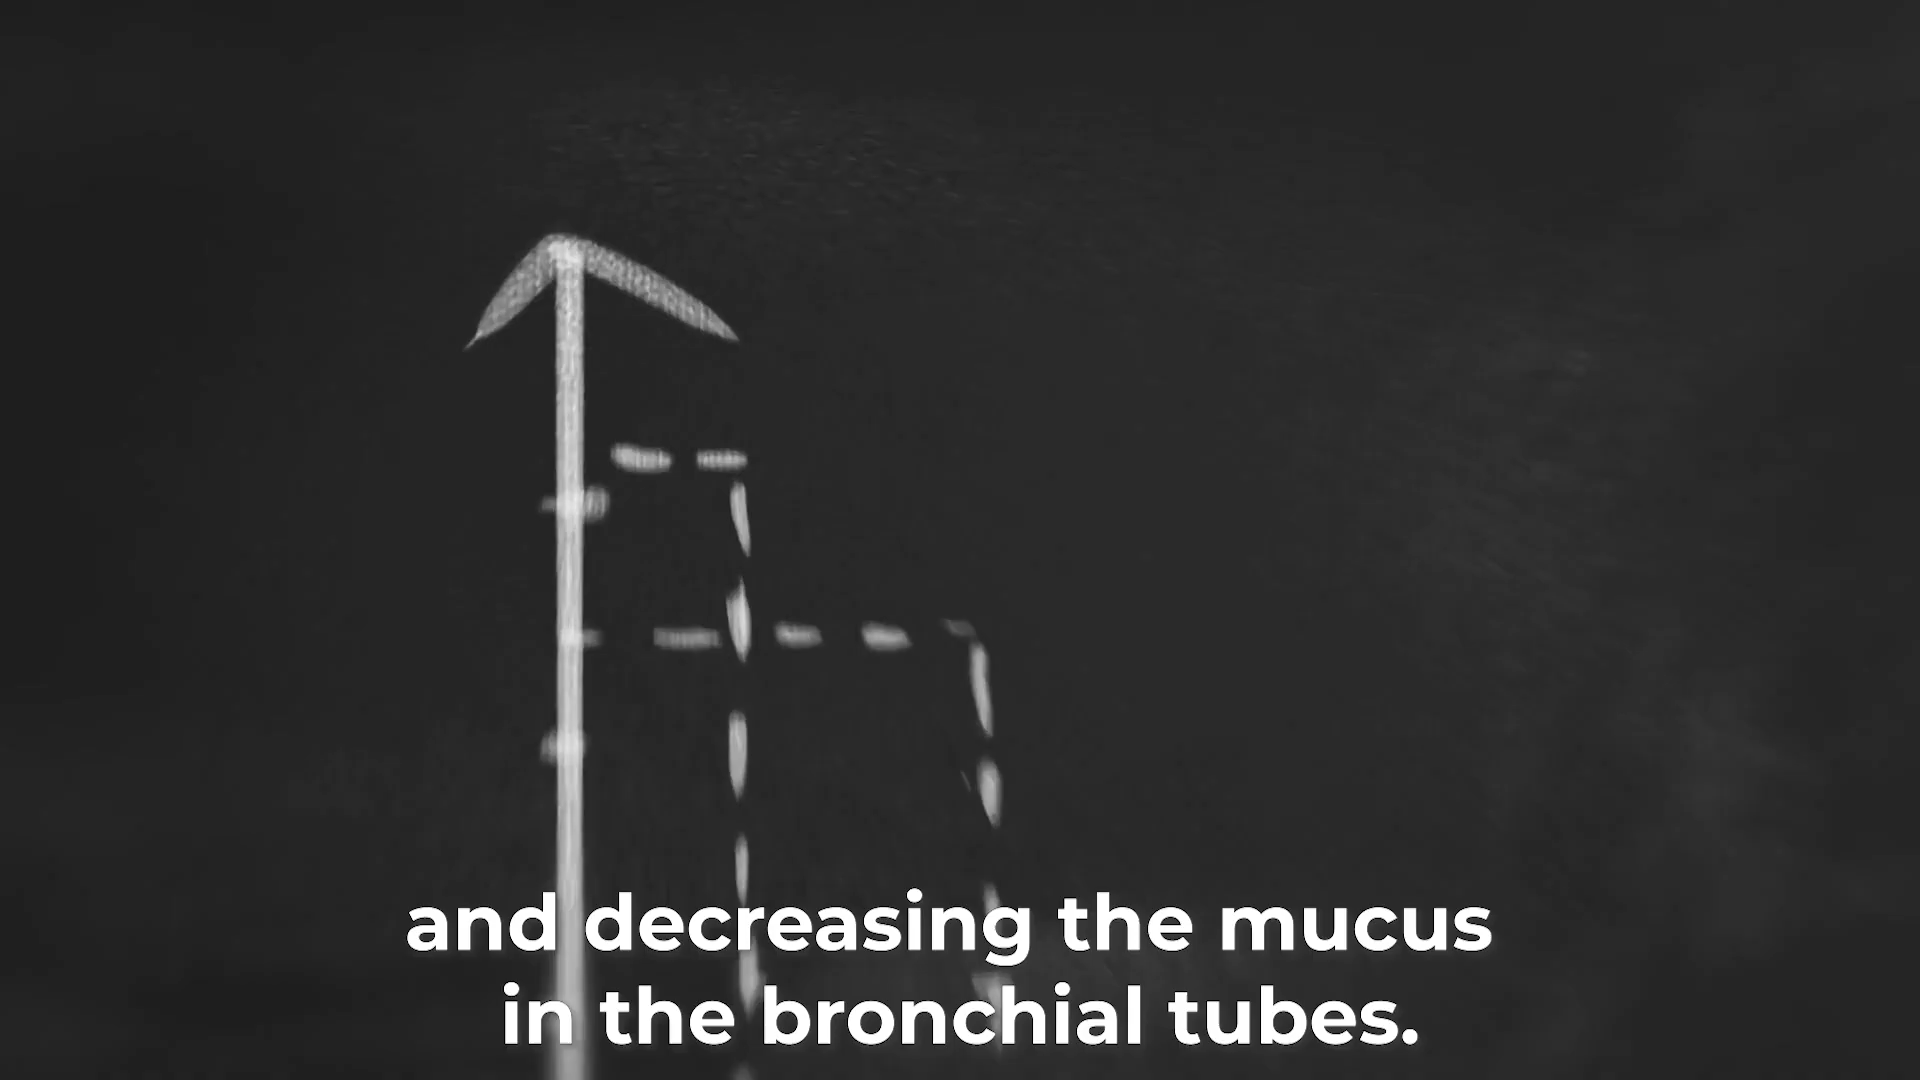 and decreasing the mucus
in the bronchial tubes.